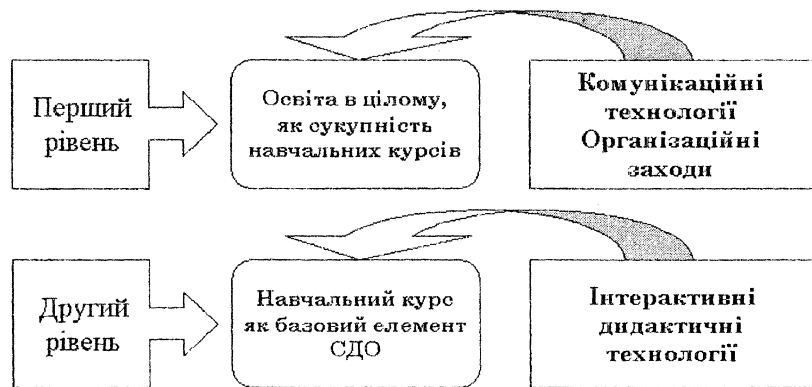 Перший
рівень
Освіта в цілому,
як сукупність
навчальних курсів
Комунікаційні
технології
Організаційні
заходи
Другий
рівень
Навчальний курс
як базовий елемент
СДО
Інтерактивні
дидактичні
технології